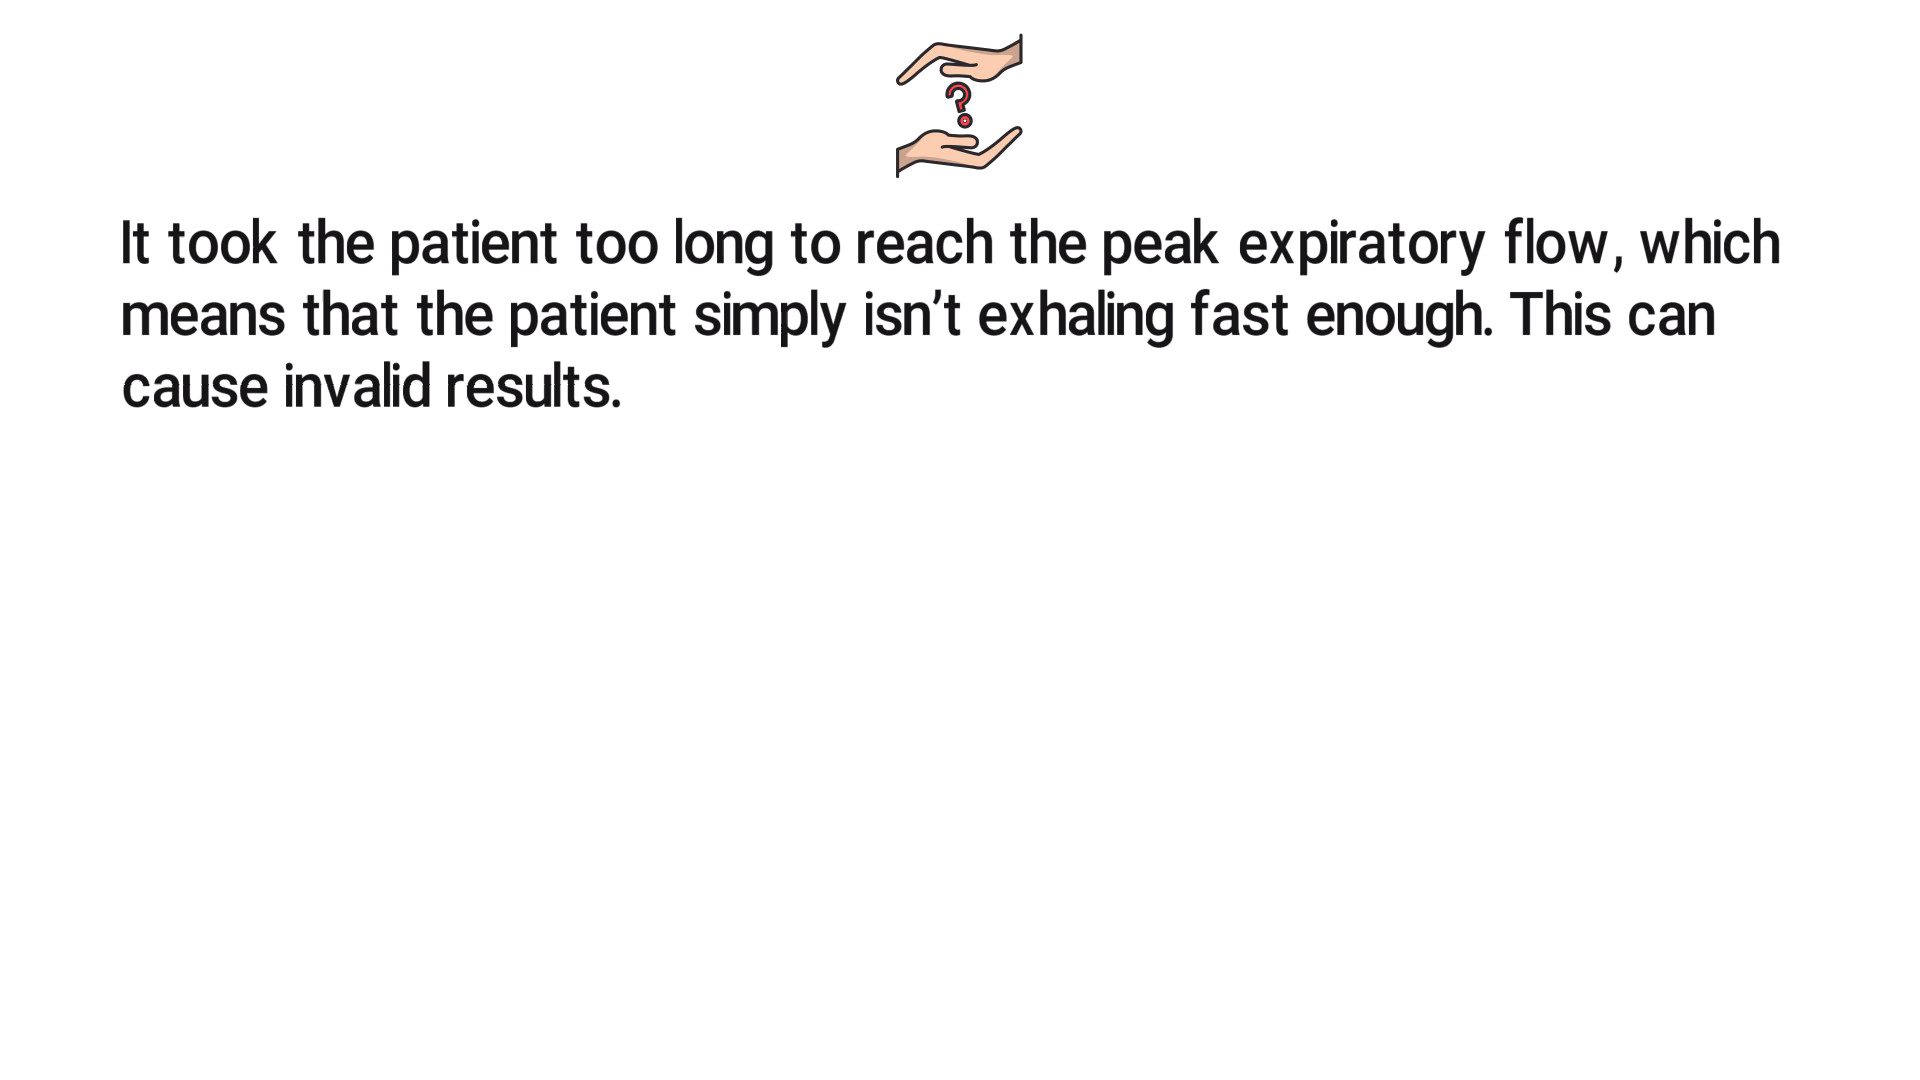 It took the patient too long to reach the peak expiratory flow, which
means that the patient simply isn’t exhaling fast enough. This can
cause invalid results.